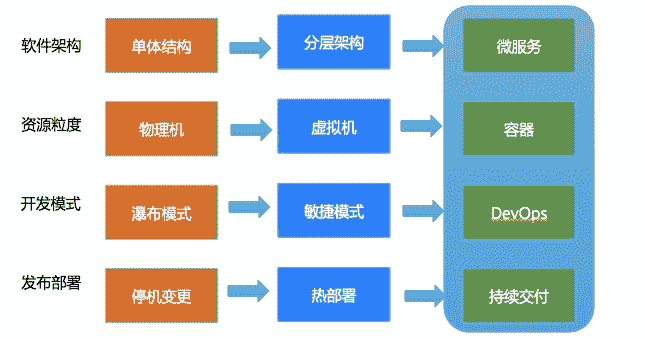 软件架构 单体结构 分层架构 微服务
资源粒度 物理机 虚拟机 容器
开发模式 瀑布模式 敏捷模式 DevOps
发布部署 停机变更 热部署 持续交付